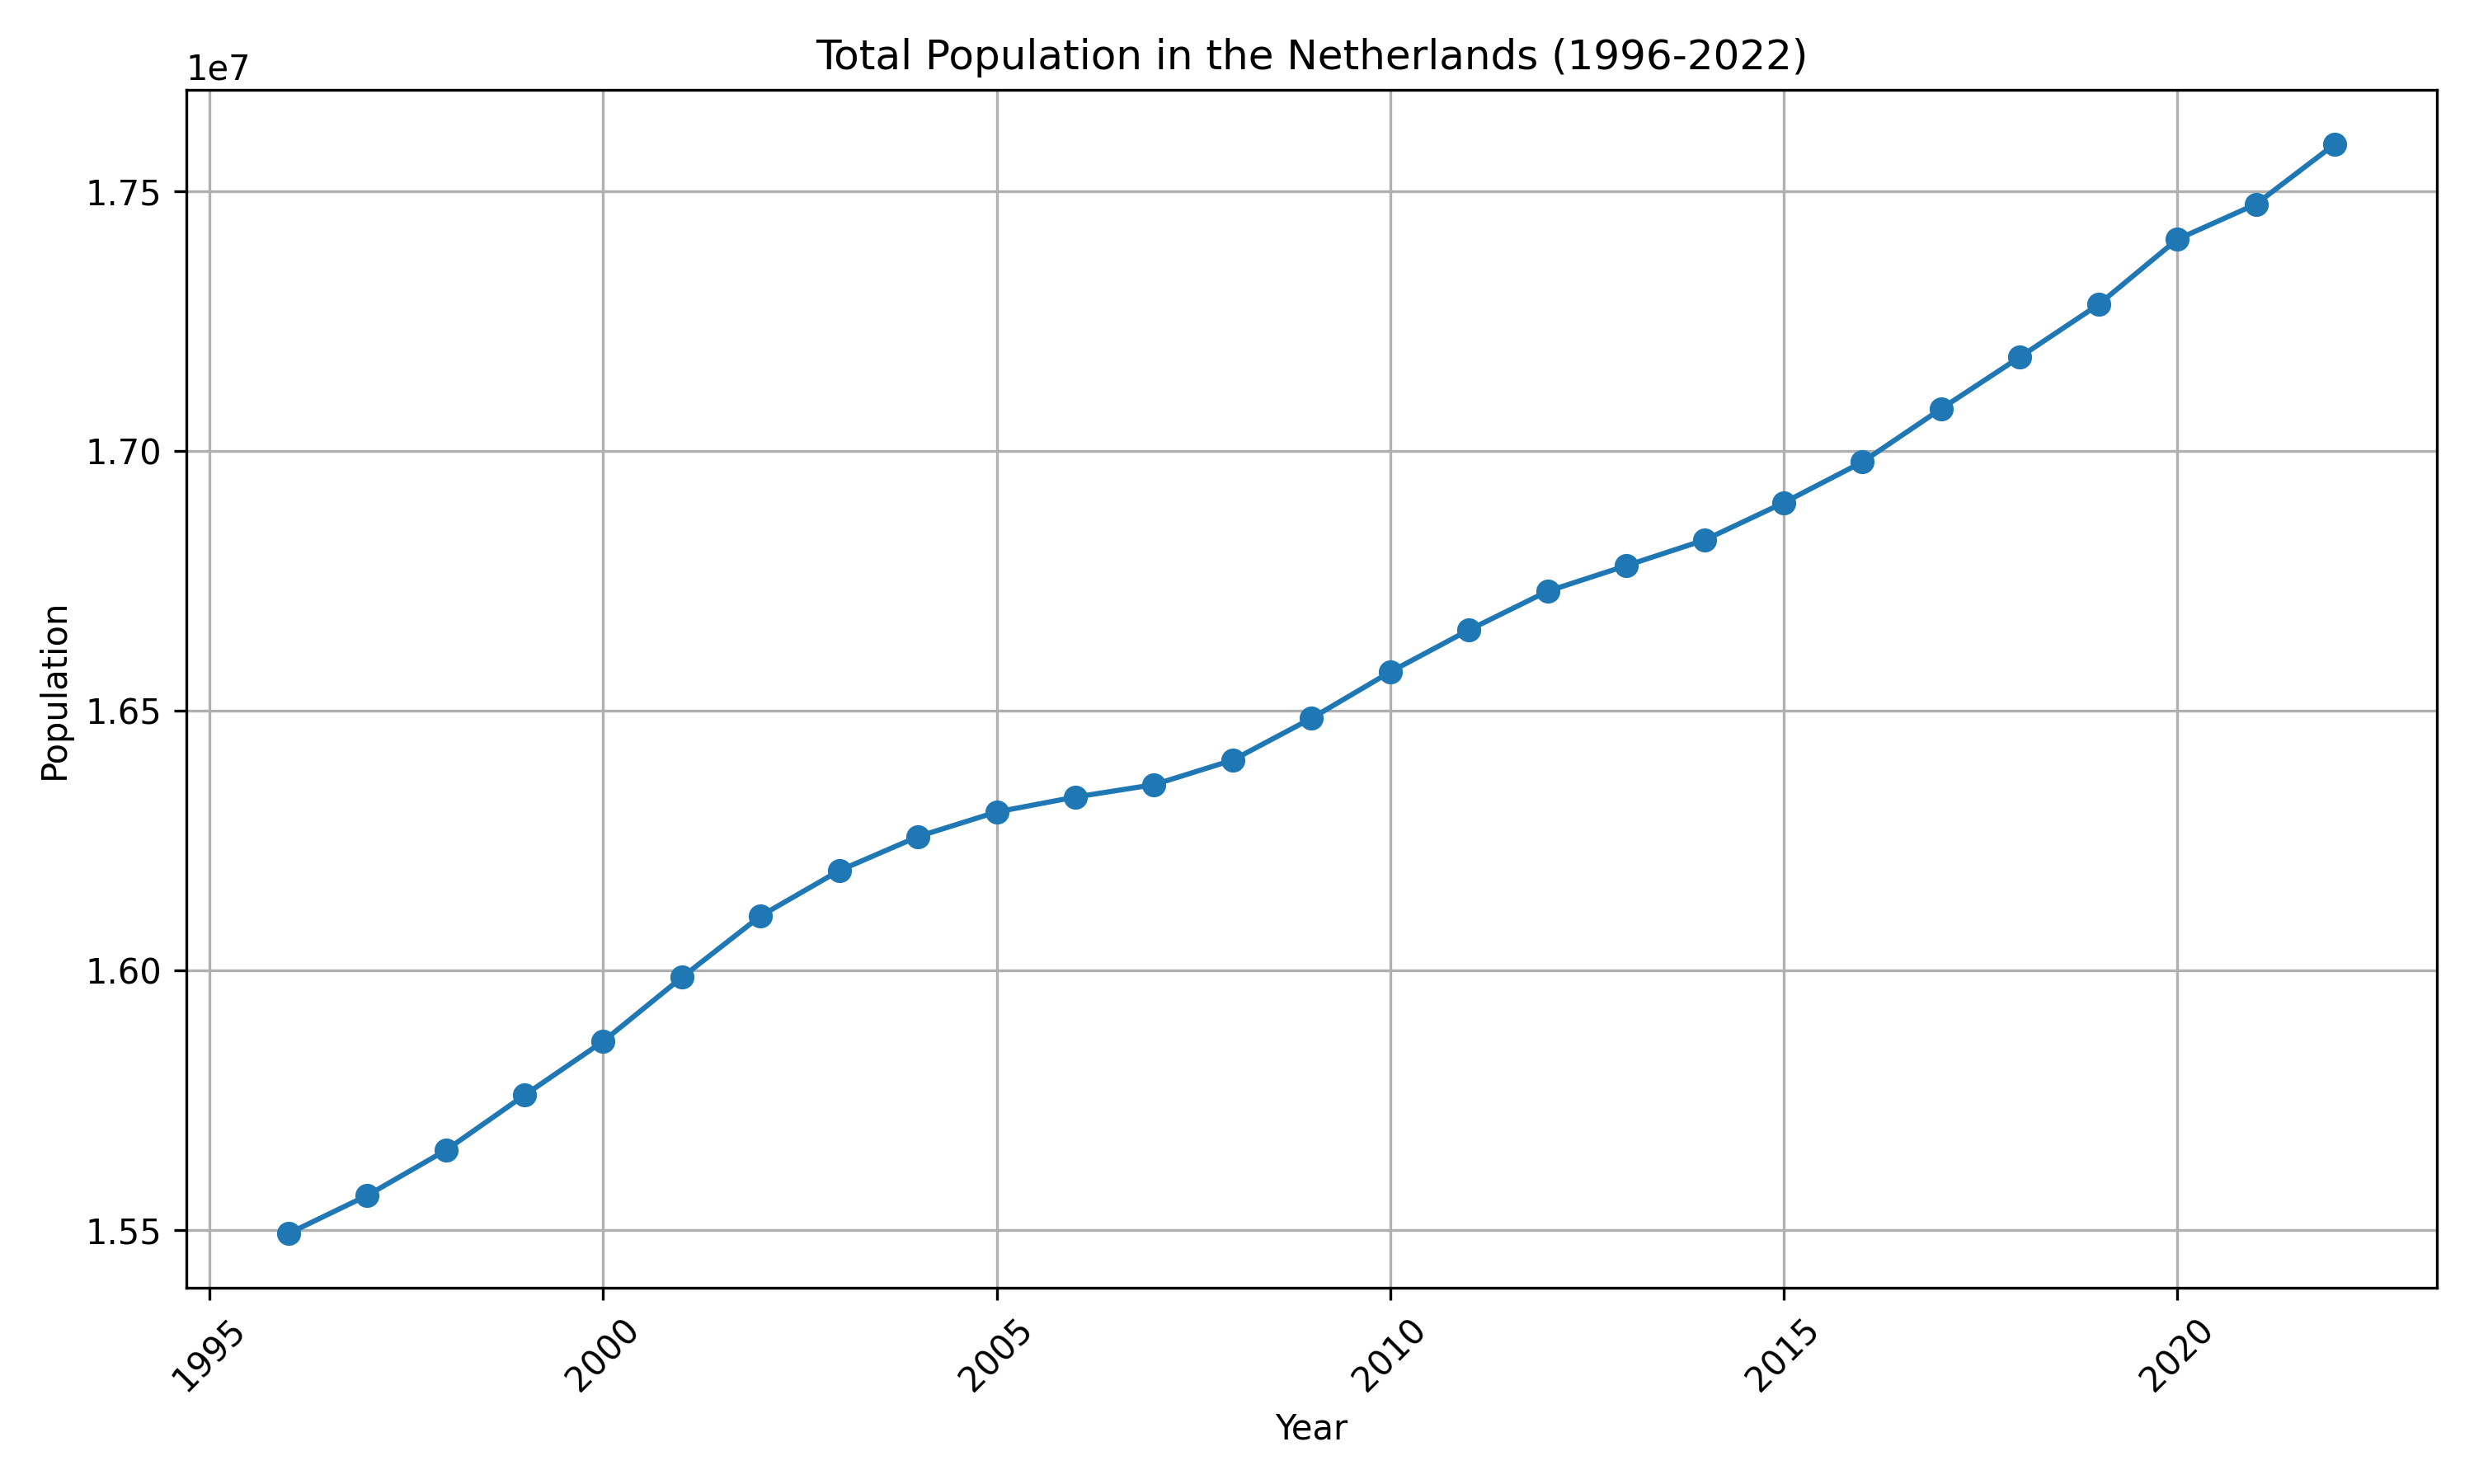 Total Population in the Netherlands (1996-2022)
1e7
1.75
1.70
1.65
1.60
1.55
Population
1995
2000
2005
2010
2015
2020
Year